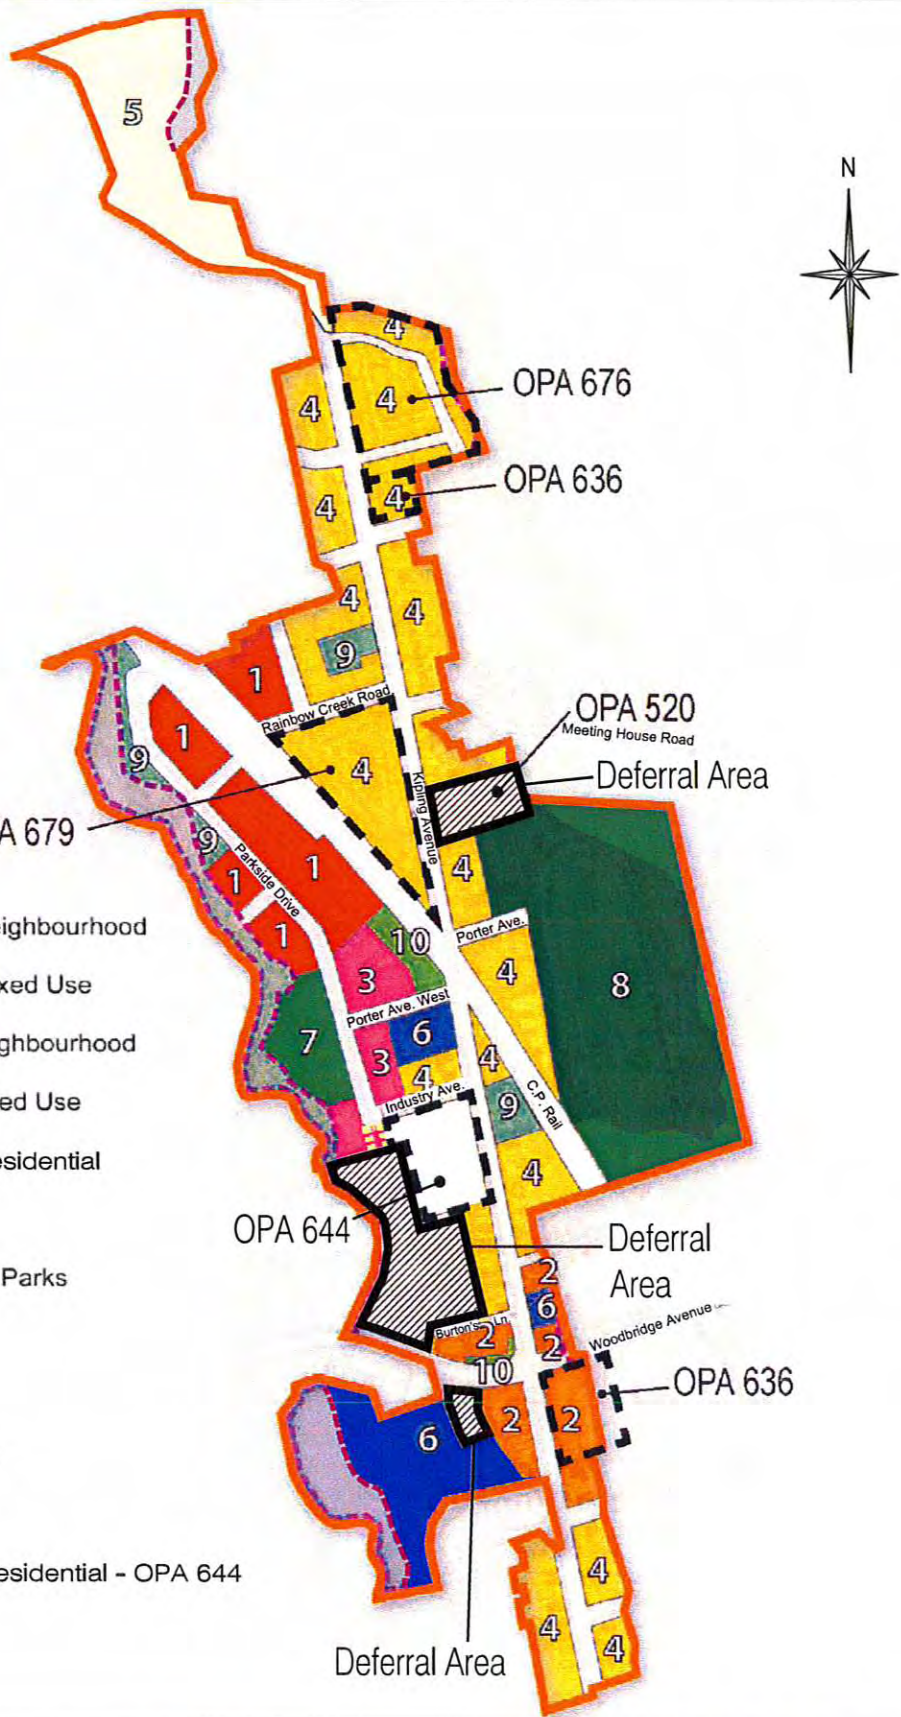 5
N
4
4
OPA 676
4
4
4
OPA 636
4
4
9
1
Rainbow Creek Road
OPA 520
Meeting House Road
1
9
4
Kipling Avenue
Deferral Area
A 679
9
1
Parkside Drive
1
4
1
eighbourhood
10
Porter Ave.
xed Use
3
4
8
Porter Ave. West
7
6
ghbourhood
3
4
4
C.P. Rail
Industry Ave.
9
ed Use
esidential
4
OPA 644
Deferral
Area
2
Parks
6
Burton's Ln
2
2
Woodbridge Avenue
10
OPA 636
6
2
2
esidential - OPA 644
4
4
4
Deferral Area